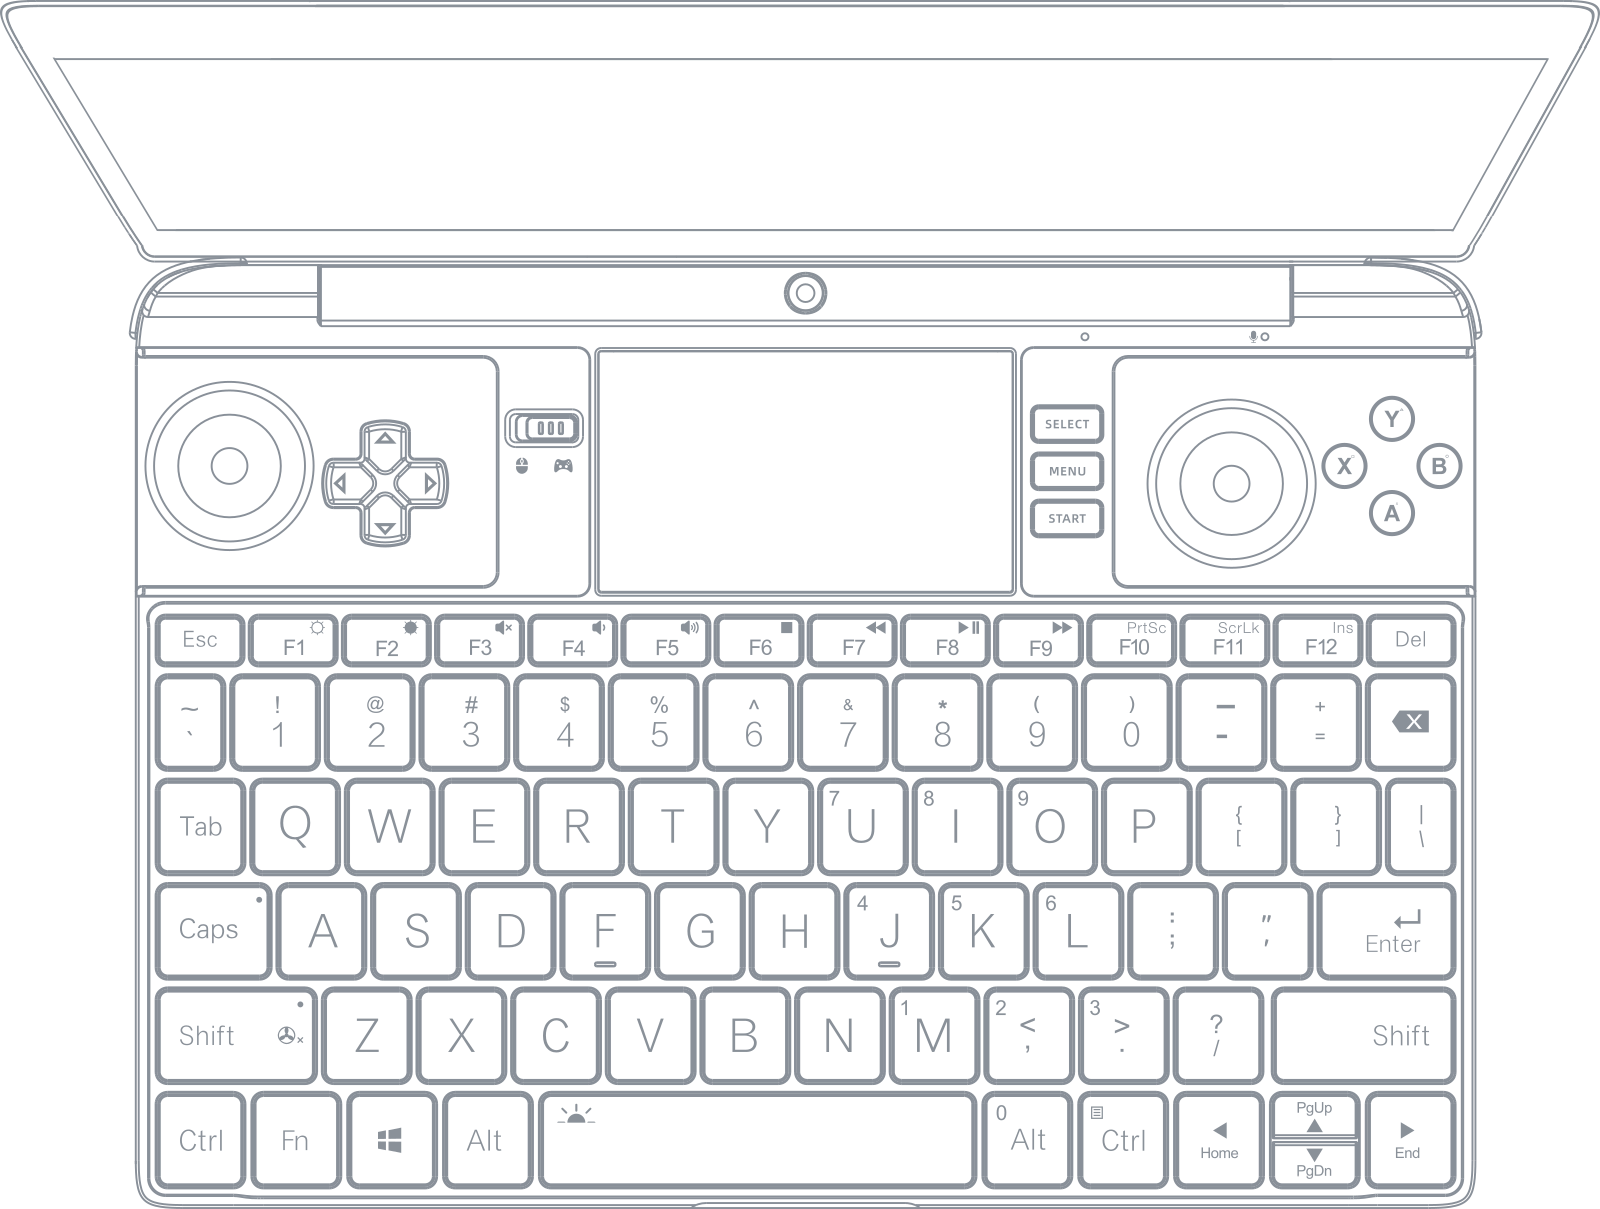 SELECT
MENU
START
Y
X
B
A
Esc
F1
F2
F3
F4
F5
F6
F7
F8
F9
PrtSc
F10
ScrLk
F11
Ins
F12
Del
~
`
!
1
@
2
#
3
$
4
%
5
^
6
&
7
*
8
(
9
)
0
–
-
+
=
X
Tab
Q
W
E
R
T
Y
7
U
8
I
9
O
P
{
[
}
]
|
\
Caps
A
S
D
F
G
H
4
J
5
K
6
L
:
;
"
'
Enter
Shift
Z
X
C
V
B
N
1
M
2
<
,
3
>
.
?
/
Shift
Ctrl
Fn
Alt
0
Alt
Ctrl
Home
PgUp
PgDn
End